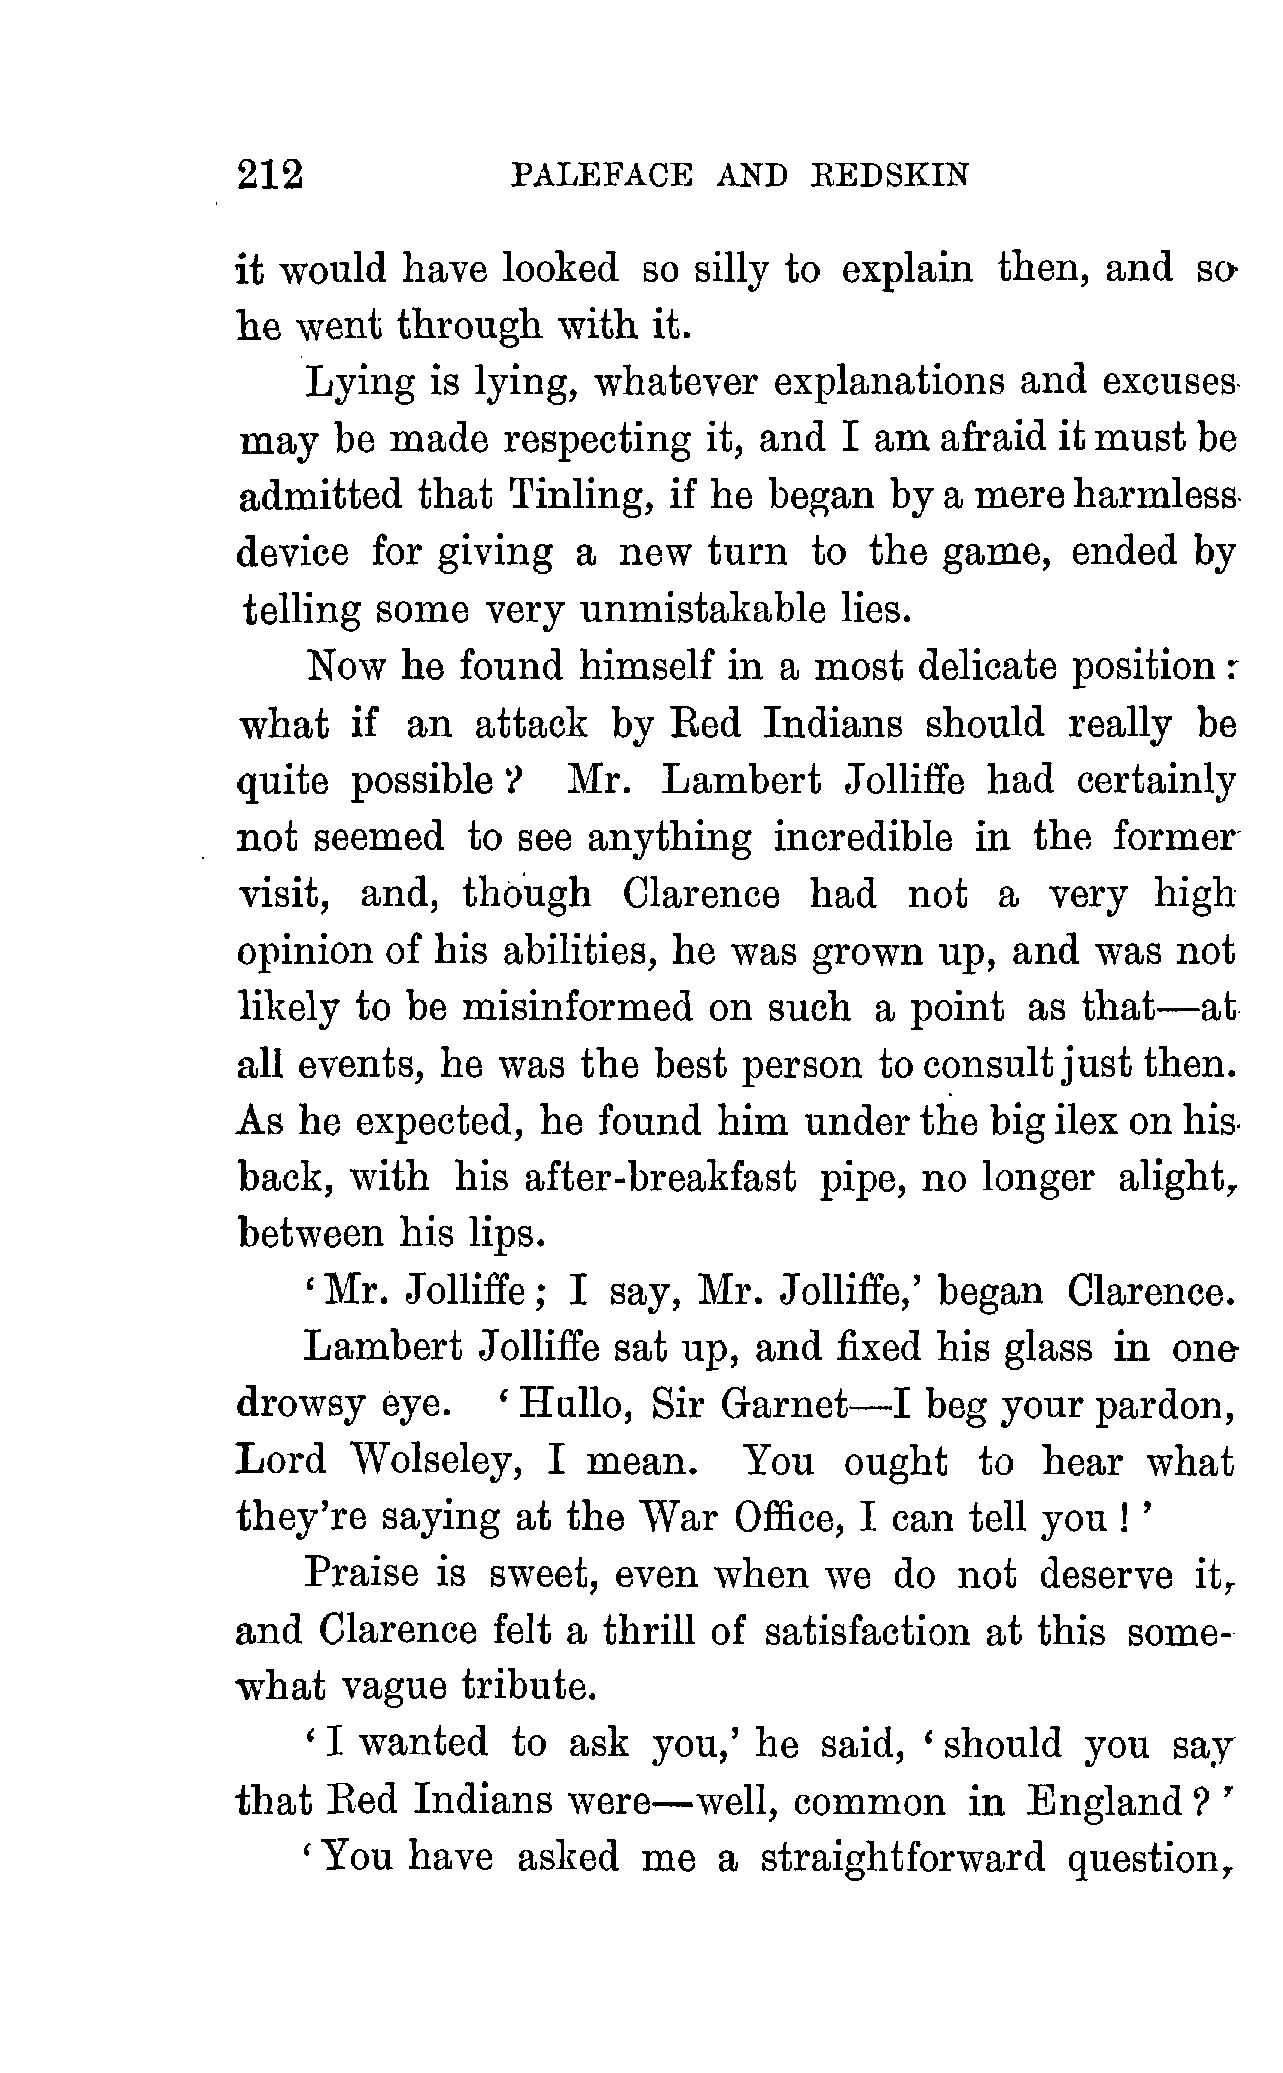 212 PALEFACE AND REDSKIN
it would have looked so silly to explain then, and so
he went through with it.
Lying is lying, whatever explanations and excuses
may be made respecting it, and I am afraid it must be
admitted that Tinling, if he began by a mere harmless
device for giving a new turn to the game, ended by
telling some very unmistakable lies.
Now he found himself in a most delicate position :
what if an attack by Red Indians should really be
quite possible ? Mr. Lambert Jolliffe had certainly
not seemed to see anything incredible in the former
visit, and, though Clarence had not a very high
opinion of his abilities, he was grown up, and was not
likely to be misinformed on such a point as that—at
all events, he was the best person to consult just then.
As he expected, he found him under the big ilex on his
back, with his after-breakfast pipe, no longer alight,
between his lips.
‘ Mr. Jolliffe ; I say, Mr. Jolliffe,’ began Clarence.
Lambert Jolliffe sat up, and fixed his glass in one
drowsy eye. ‘ Hullo, Sir Garnet—I beg your pardon,
Lord Wolseley, I mean. You ought to hear what
they’re saying at the War Office, I can tell you ! ’
Praise is sweet, even when we do not deserve it,
and Clarence felt a thrill of satisfaction at this some-
what vague tribute.
‘ I wanted to ask you,’ he said, ‘ should you say
that Red Indians were—well, common in England ? ’
‘ You have asked me a straightforward question,